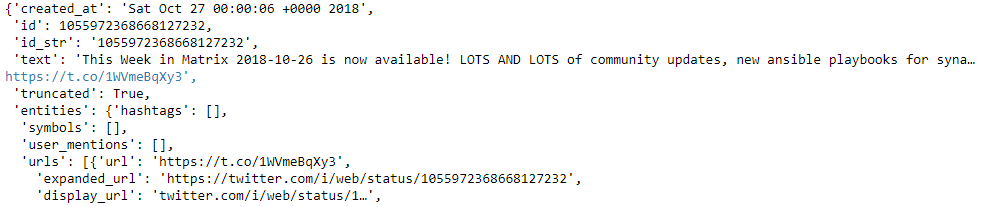 {'created_at': 'Sat Oct 27 00:00:06 +0000 2018',
'id': 1055972368668127232,
'id_str': '1055972368668127232',
'text': 'This Week in Matrix 2018-10-26 is now available! LOTS AND LOTS of community updates, new ansible playbooks for syna…
https://t.co/1WVmeBqXy3',
'truncated': True,
'entities': {'hashtags': [],
'symbols': [],
'user_mentions': [],
'urls': [{'url': 'https://t.co/1WVmeBqXy3',
'expanded_url': 'https://twitter.com/i/web/status/1055972368668127232',
'display_url': 'twitter.com/i/web/status/1…',